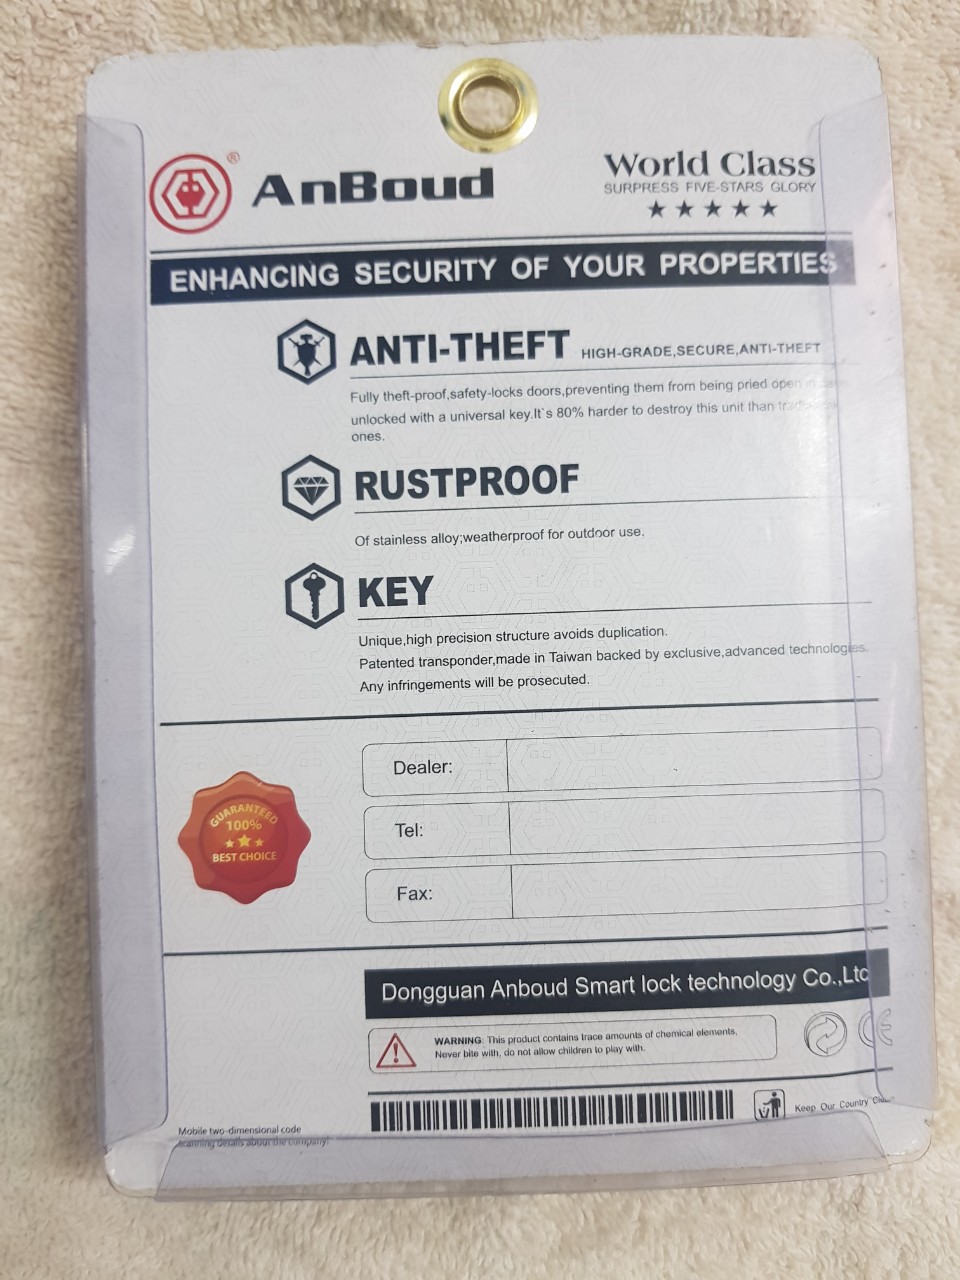 ®
AnBoud
World Class
SURPRESS FIVE-STARS GLORY
ENHANCING SECURITY OF YOUR PROPERTIES
ANTI-THEFT HIGH-GRADE,SECURE,ANTI-THEFT
Fully theft-proof,safety-locks doors,preventing them from being pried open
unlocked with a universal key.It`s 80% harder to destroy this unit than
ones.
RUSTPROOF
Of stainless alloy;weatherproof for outdoor use.
KEY
Unique,high precision structure avoids duplication.
Patented transponder,made in Taiwan backed by exclusive,advanced technologies.
Any infringements will be prosecuted.
Dealer:
Tel:
Fax:
GUARANTEED
100%
BEST CHOICE
Dongguan Anboud Smart lock technology Co.,Ltd
WARNING: This product contains trace amounts of chemical elements,
Never bite with, do not allow children to play with.
CE
Keep Our Country
Mobile two-dimensional code
scanning details about the company!